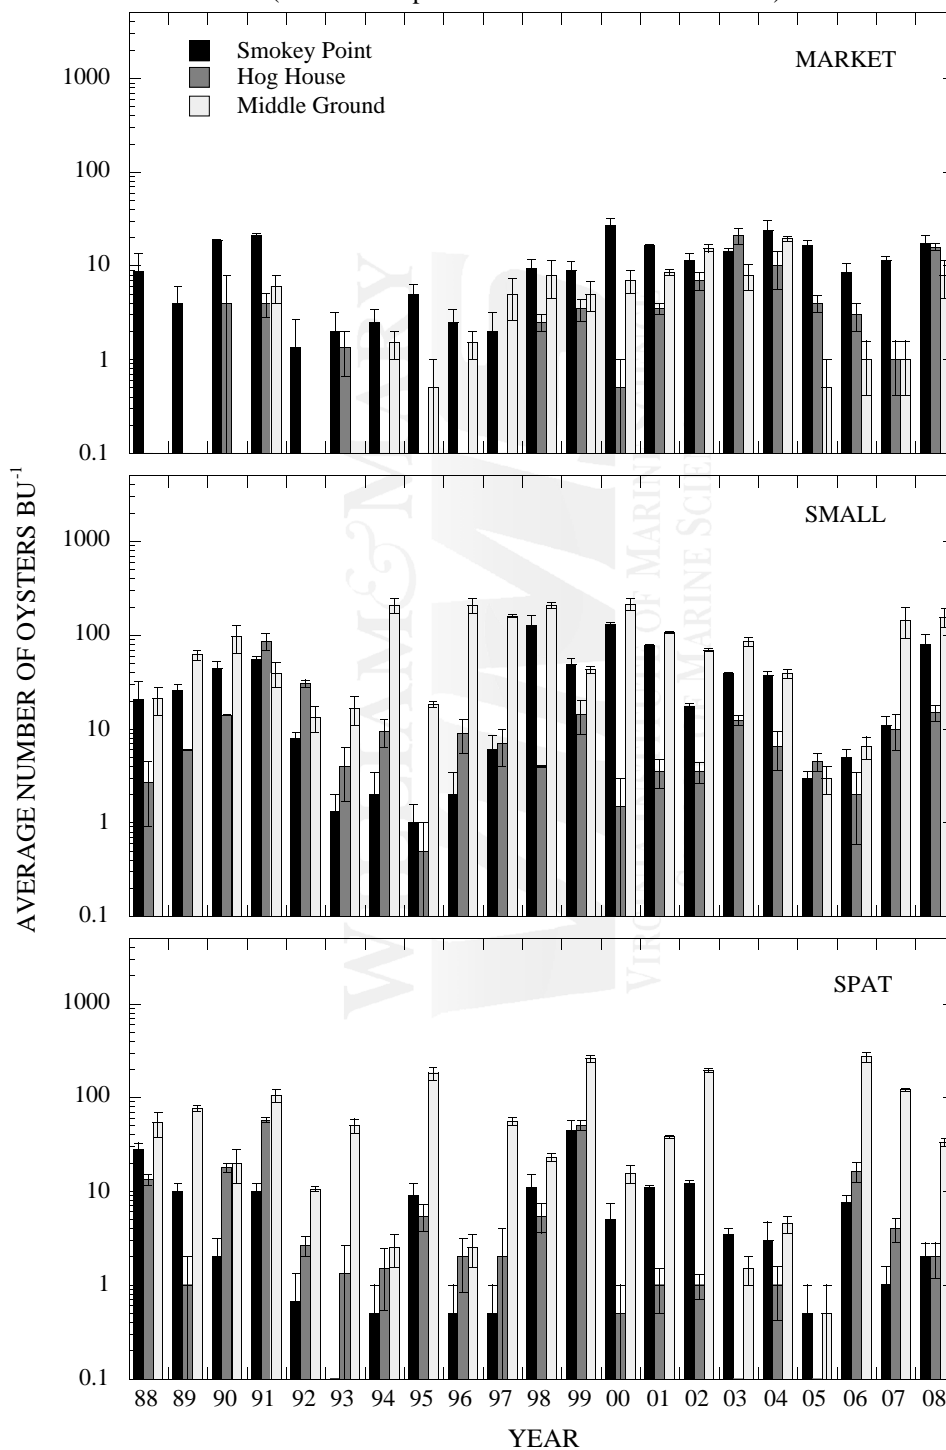 Smokey Point
Hog House
Middle Ground
MARKET
1000
100
10
1
0.1
SMALL
1000
100
10
1
0.1
SPAT
1000
100
10
1
0.1
AVERAGE NUMBER OF OYSTERS BU-1
88 89 90 91 92 93 94 95 96 97 98 99 00 01 02 03 04 05 06 07 08
YEAR
WILLIAM & MARY